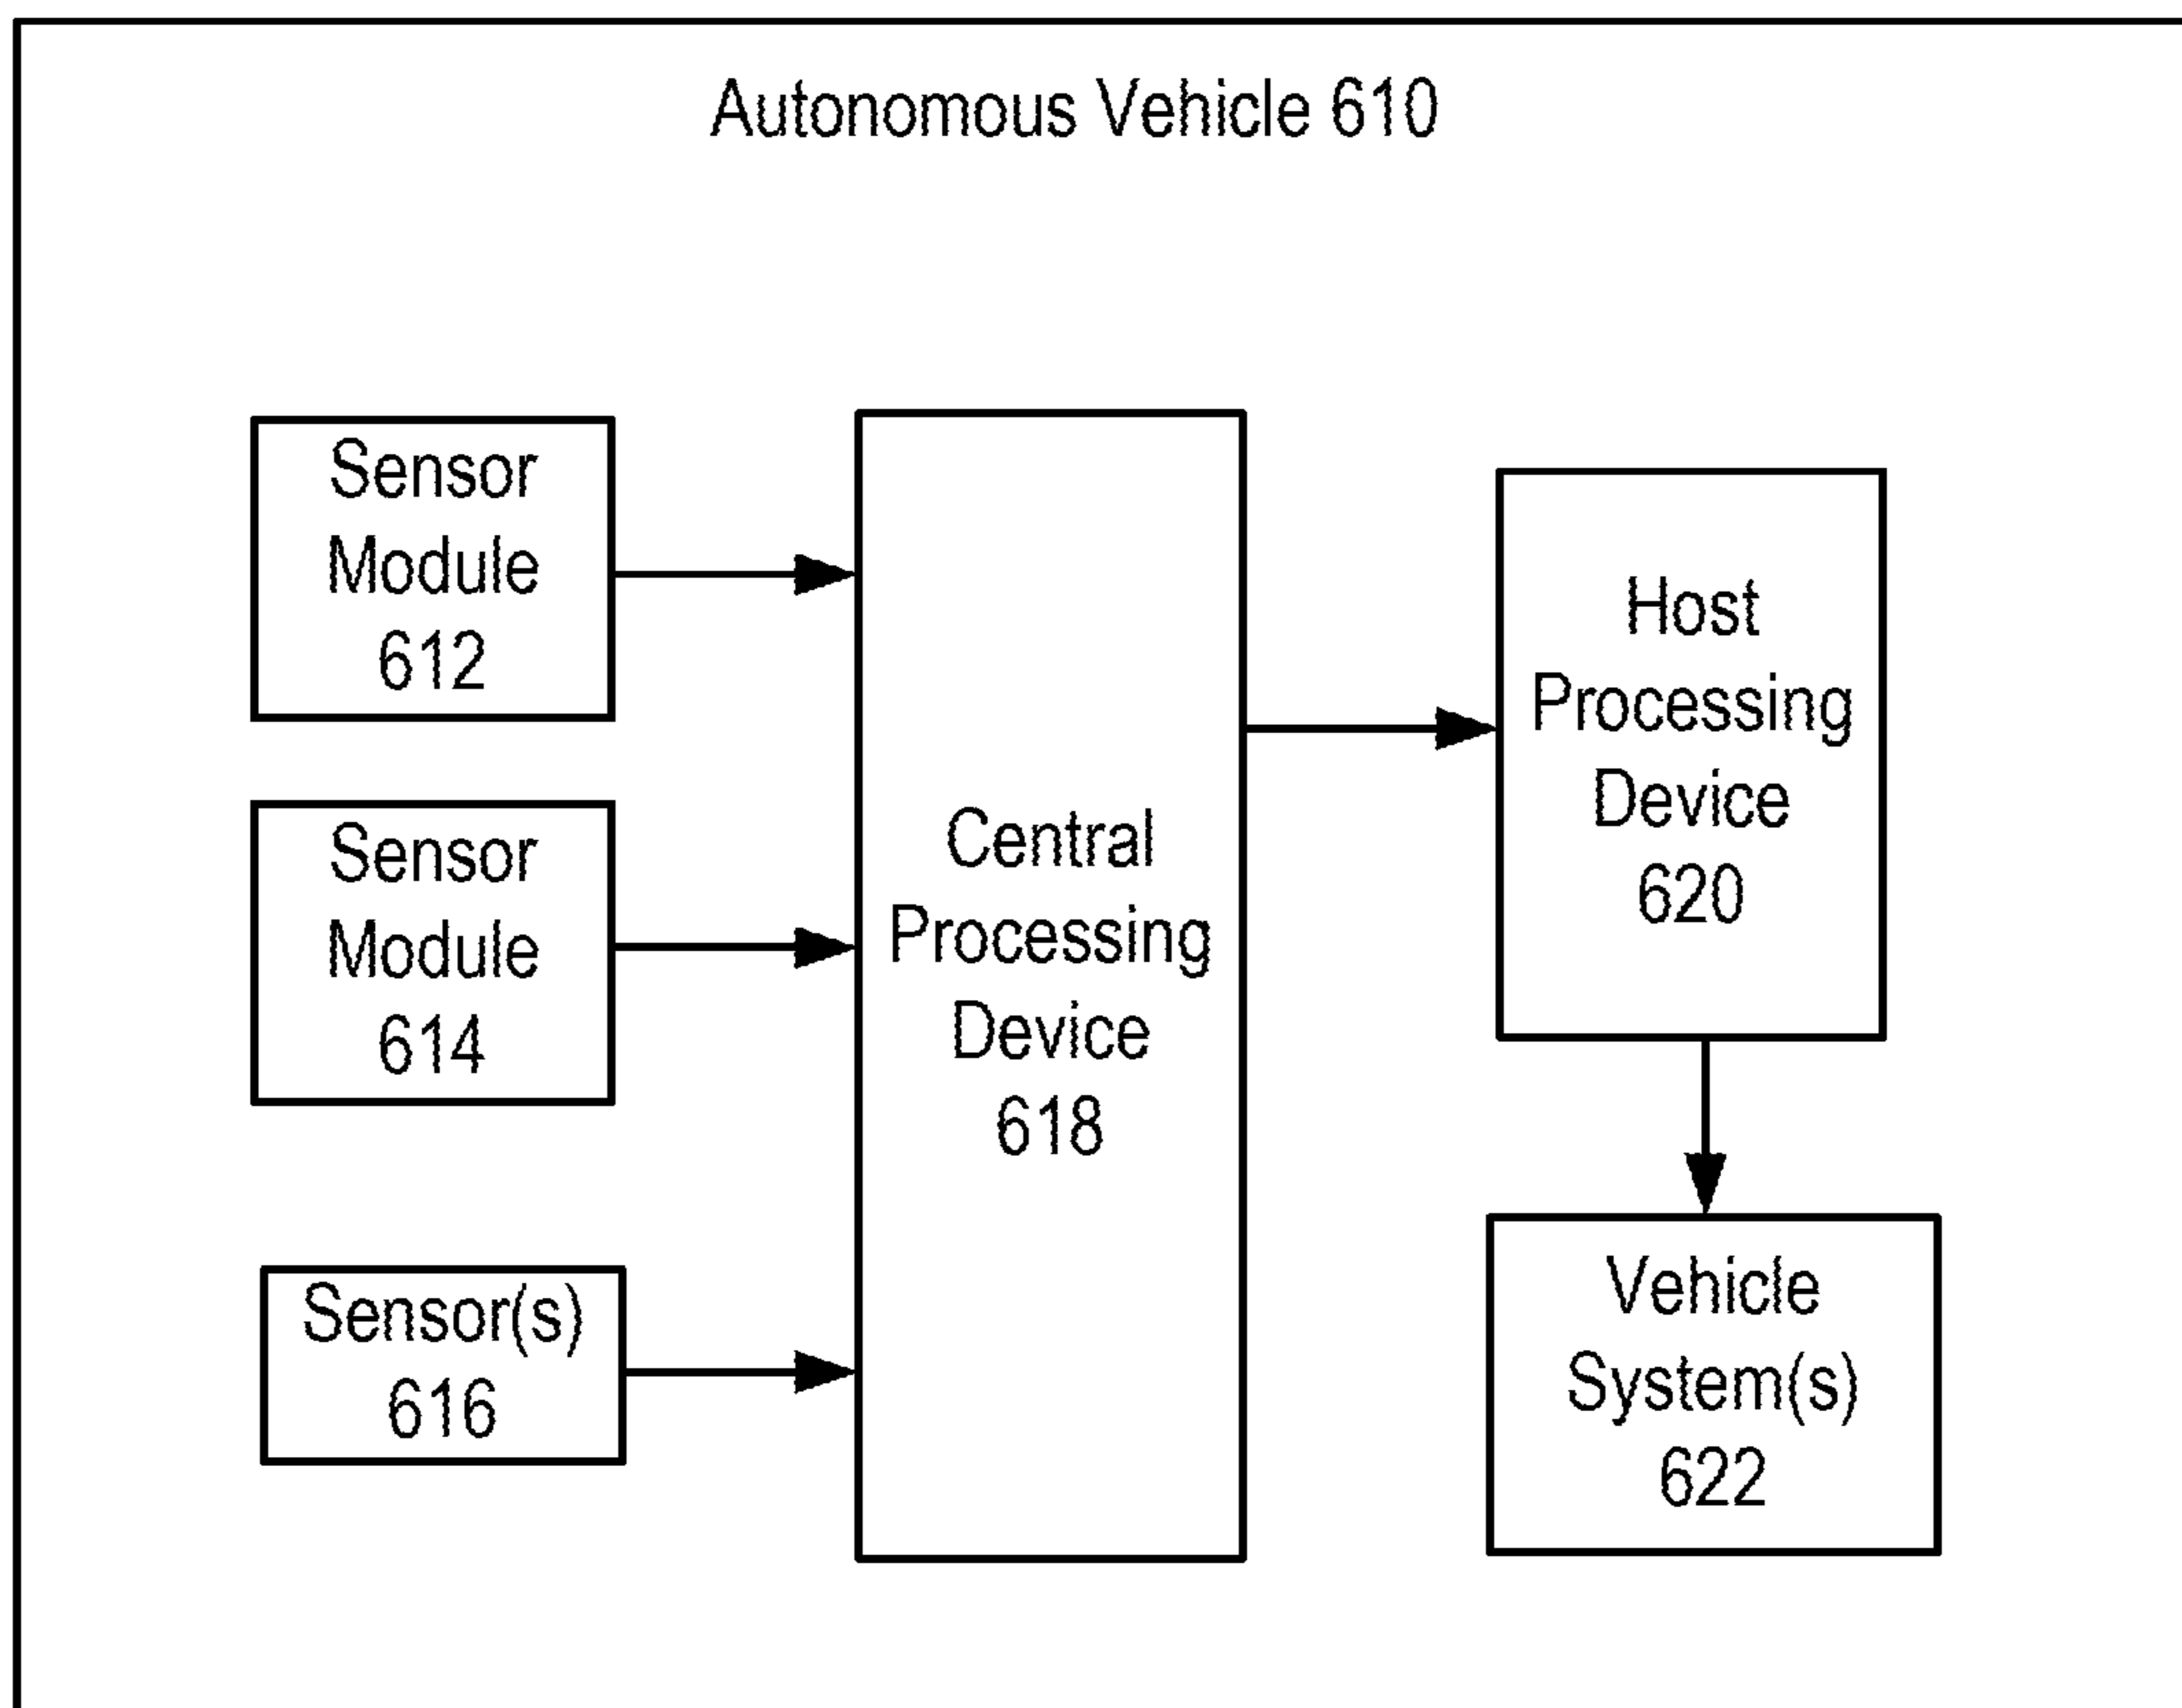 Autonomous Vehicle 610
Sensor
Module
612
Sensor
Module
614
Sensor(s)
616
Central
Processing
Device
618
Host
Processing
Device
620
Vehicle
System(s)
622